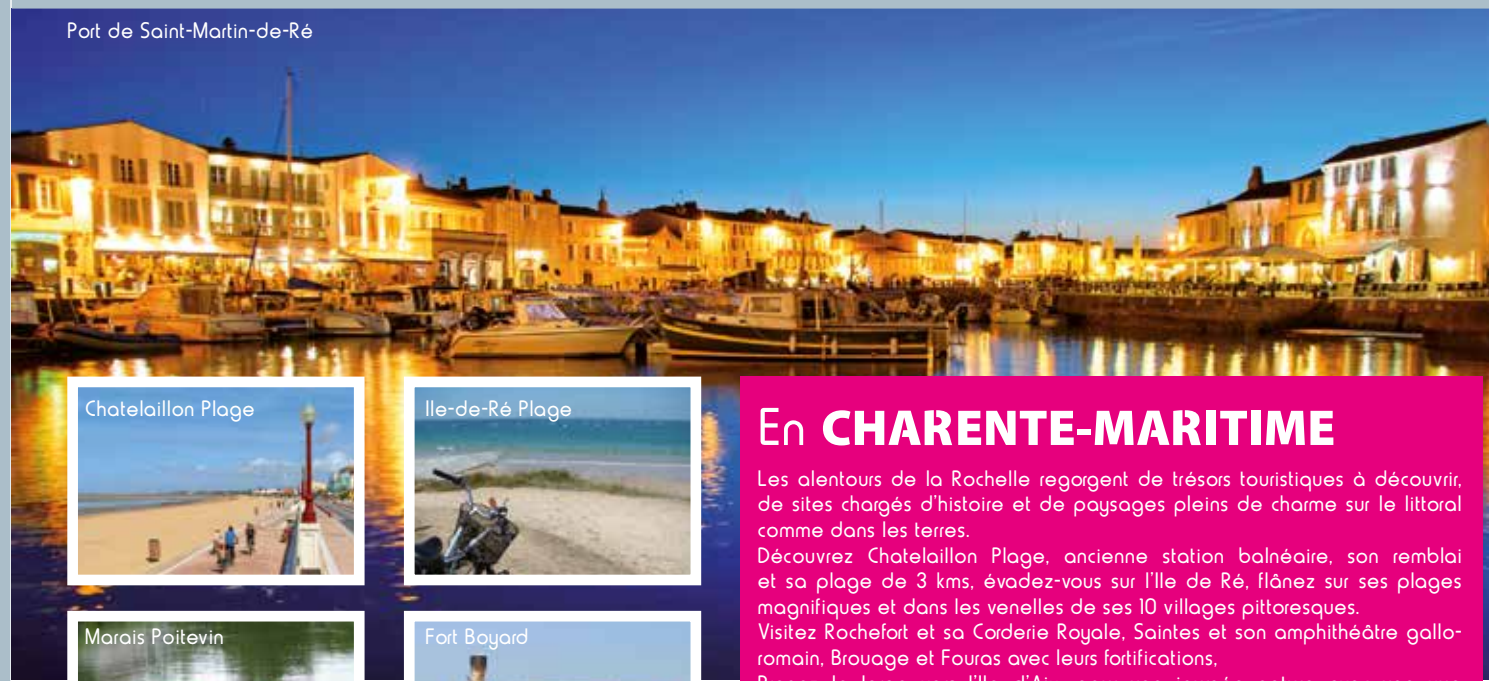 Port de Saint-Martin-de-Ré
Chatelaillon Plage
Ile-de-Ré Plage
Marais Poitevin
Fort Boyard
En CHARENTE-MARITIME
Les alentours de la Rochelle regorgent de trésors touristiques à découvrir,
de sites chargés d'histoire et de paysages pleins de charme sur le littoral
comme dans les terres.
Découvrez Chatelaillon Plage, ancienne station balnéaire, son remblai
et sa plage de 3 kms, évadez-vous sur l'Ile de Ré, flânez sur ses plages
magnifiques et dans les venelles de ses 10 villages pittoresques.
Visitez Rochefort et sa Corderie Royale, Saintes et son amphithéâtre gallo-
romain, Brouage et Fouras avec leurs fortifications,